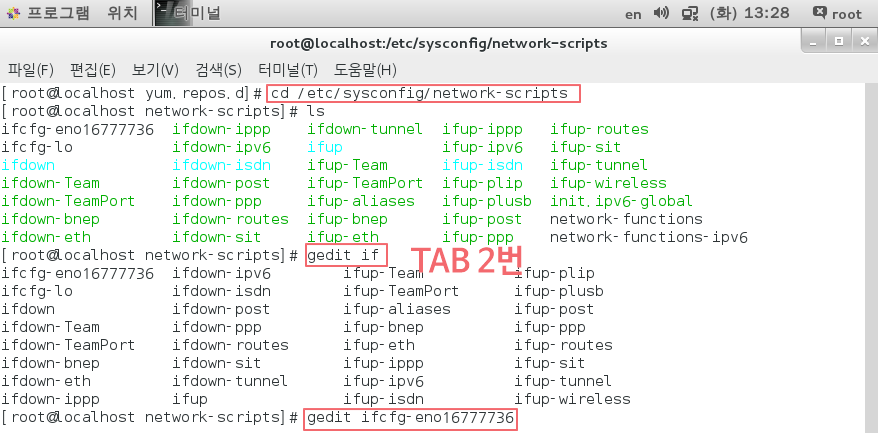 프로그램 위치 터미널 en (화) 13:28 root
root@localhost:/etc/sysconfig/network-scripts
파일(F) 편집(E) 보기(V) 검색(S) 터미널(T) 도움말(H)
[root@localhost yum.repos.d]# cd /etc/sysconfig/network-scripts
[root@localhost network-scripts]# ls
ifcfg-eno16777736 ifdown-ippp ifdown-tunnel ifup-ippp ifup-routes
ifcfg-lo ifdown-ipv6 ifup ifup-ipv6 ifup-sit
ifdown ifdown-isdn ifup-Team ifup-isdn ifup-tunnel
ifdown-Team ifdown-post ifup-TeamPort ifup-plip ifup-wireless
ifdown-TeamPort ifdown-ppp ifup-aliases ifup-plusb init.ipv6-global
ifdown-bnep ifdown-routes ifup-bnep ifup-post network-functions
ifdown-eth ifdown-sit ifup-eth ifup-ppp network-functions-ipv6
[root@localhost network-scripts]# gedit if TAB 2번
ifcfg-eno16777736 ifdown-ipv6 ifup-Team ifup-plip
ifcfg-lo ifdown-isdn ifup-TeamPort ifup-plusb
ifdown ifdown-post ifup-aliases ifup-post
ifdown-Team ifdown-ppp ifup-bnep ifup-ppp
ifdown-TeamPort ifdown-routes ifup-eth ifup-routes
ifdown-bnep ifdown-sit ifup-ippp ifup-sit
ifdown-eth ifdown-tunnel ifup-ipv6 ifup-tunnel
ifdown-ippp ifup ifup-isdn ifup-wireless
[root@localhost network-scripts]# gedit ifcfg-eno16777736